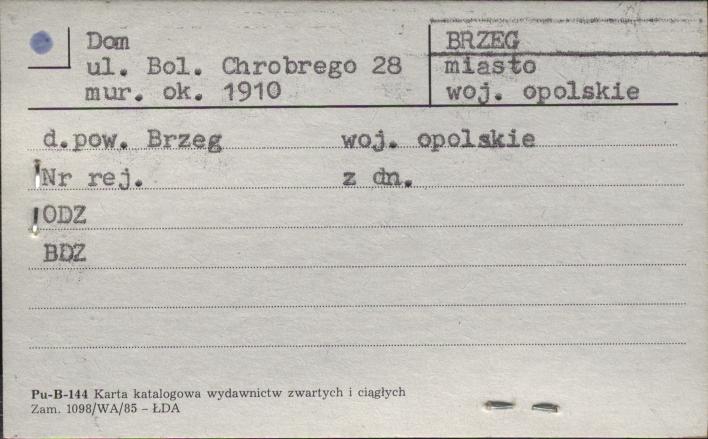 Dom
ul. Bol. Chrobrego 28
mur. ok. 1910
BRZEG
miasto
woj. opolskie
d.pow. Brzeg woj. opolskie
Nr rej. z dn.
ODZ
BDZ
Pu-B-144 Karta katalogowa wydawnictw zwartych i ciągłych
Zam. 1098/WA/85 – ŁDA